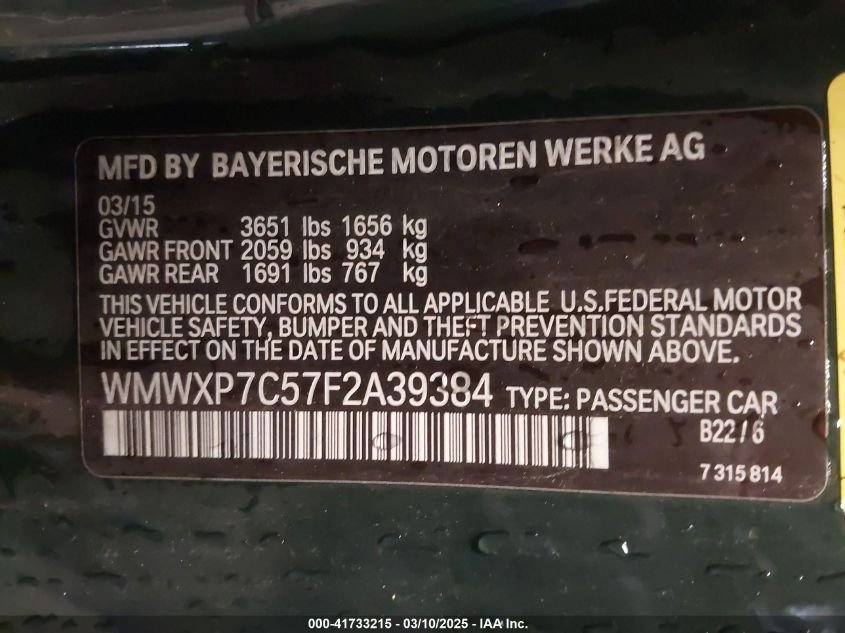 MFD BY BAYERISCHE MOTOREN WERKE AG
03/15
GVWR 3651 lbs 1656 kg
GAWR FRONT 2059 lbs 934 kg
GAWR REAR 1691 lbs 767 kg
THIS VEHICLE CONFORMS TO ALL APPLICABLE U.S.FEDERAL MOTOR
VEHICLE SAFETY, BUMPER AND THEFT PREVENTION STANDARDS
IN EFFECT ON THE DATE OF MANUFACTURE SHOWN ABOVE.
WMWXP7C57F2A39384 TYPE: PASSENGER CAR
B22/6
7 315 814
000-41733215 - 03/10/2025 - IAA Inc.